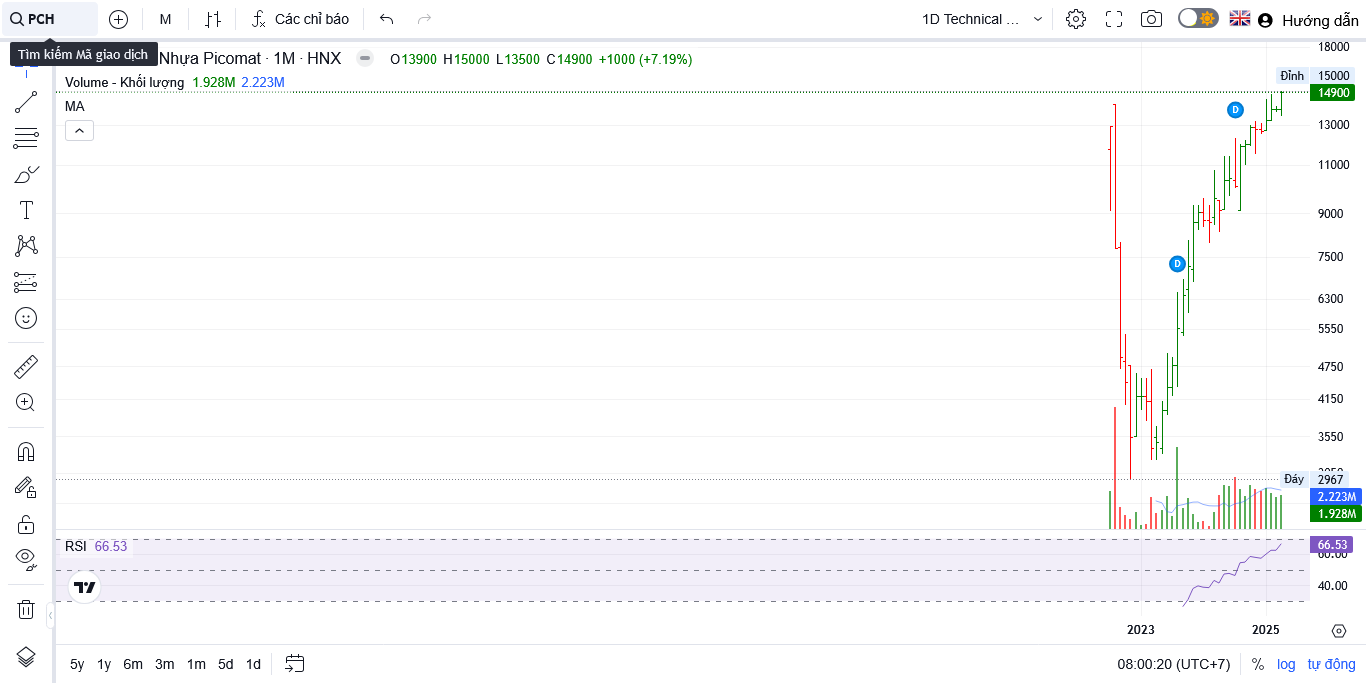 PCH
M
Các chỉ báo
1D Technical ...
Hướng dẫn
Tìm kiếm Mã giao dịch
Nhựa Picomat · 1M · HNX
O13900 H15000 L13500 C14900 +1000 (+7.19%)
Volume - Khối lượng 1.928M 2.223M
MA
18000
Đỉnh 15000
14900
13000
11000
9000
7500
6300
5550
4750
4150
3550
Đáy 2967
2.223M
1.928M
D
D
RSI 66.53
66.53
60.00
40.00
2023
2025
5y 1y 6m 3m 1m 5d 1d
08:00:20 (UTC+7)
% log tự động